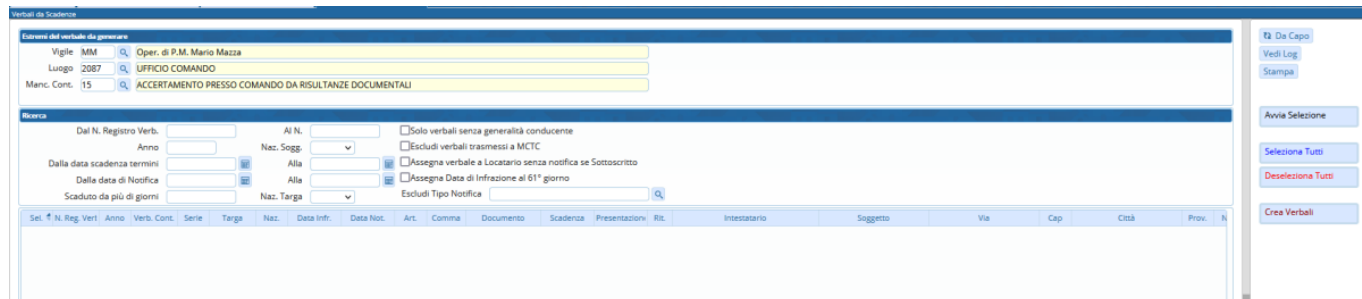 Verbali da Scadenze
Estremi del verbale da generare
Vigile MM Oper. di P.M. Mario Mazza
Luogo 2087 UFFICIO COMANDO
Manc. Cont. 15 ACCERTAMENTO PRESSO COMANDO DA RISULTANZE DOCUMENTALI
Ricerca
Dal N. Registro Verb. Al N. Solo verbali senza generalità conducente
Anno Naz. Sogg. Escludi verbali trasmessi a MCTC
Dalla data scadenza termini Alla Assegna verbale a Locatario senza notifica se Sottoscritto
Dalla data di Notifica Alla Assegna Data di Infrazione al 61° giorno
Scaduto da più di giorni Naz. Targa Escludi Tipo Notifica
Sel. N. Reg. Verl Anno Verb. Cont. Serie Targa Naz. Data Infr. Data Not. Art. Comma Documento Scadenza Presentazione Rit. Intestatario Soggetto Via Cap Città Prov. N
Da Capo
Vedi Log
Stampa
Avvia Selezione
Seleziona Tutti
Deseleziona Tutti
Crea Verbali